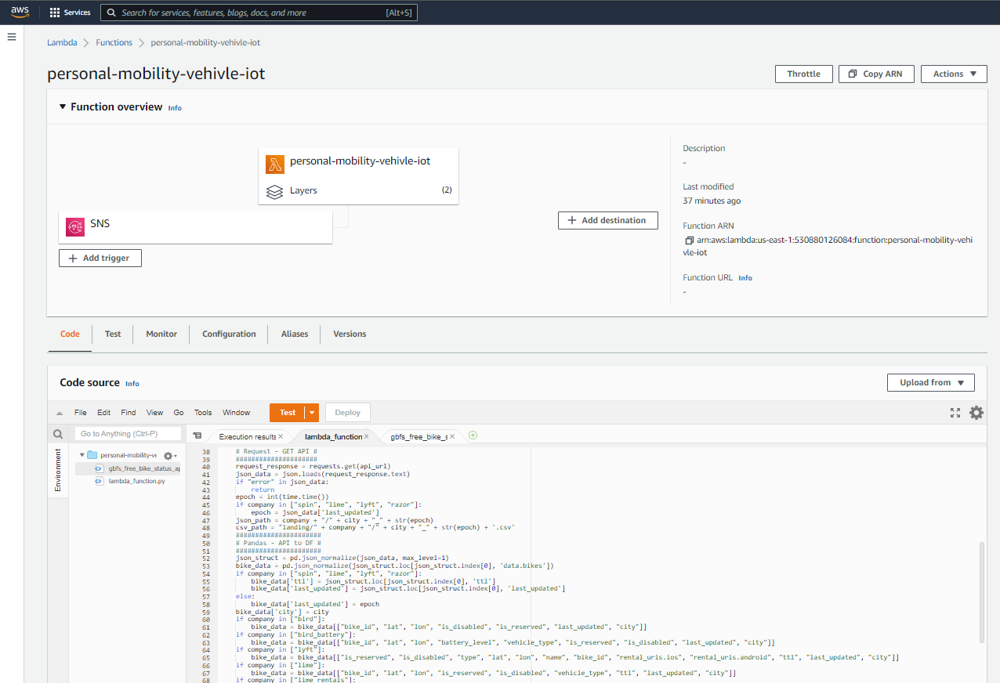 aws Services Search for services, features, blogs, docs, and more [Alt+S]
Lambda Functions personal-mobility-vehivle-iot
personal-mobility-vehivle-iot
Throttle Copy ARN Actions
Function overview Info
personal-mobility-vehivle-iot
Layers (2)
SNS
Add trigger
Add destination
Description
-
Last modified
37 minutes ago
Function ARN
arn:aws:lambda:us-east-1:530880126084:function:personal-mobility-vehi
vle-iot
Function URL Info
-
Code Test Monitor Configuration Aliases Versions
Code source Info
Upload from
File Edit Find View Go Tools Window Test Deploy
Go to Anything (Ctrl-P)
Execution results lambda_function gbfs_free_bike_s
Environment
personal-mobility-ve
gbfs_free_bike_status_ap
lambda_function.py
38 # Request - GET API #
39 #####################
40 request_response = requests.get(api_url)
41 json_data = json.loads(request_response.text)
42 if "error" in json_data:
43 return
44 epoch = int(time.time())
45 if company in ["spin", "lime", "lyft", "razor"]:
46 epoch = json_data['last_updated']
47 json_path = company + "/" + city + "_" + str(epoch)
48 csv_path = "landing/" + company + "/" + city + "_" + str(epoch) + '.csv'
49 ######################
50 # Pandas - API to DF #
51 ######################
52 json_struct = pd.json_normalize(json_data, max_level=1)
53 bike_data = pd.json_normalize(json_struct.loc[json_struct.index[0], 'data.bikes'])
54 if company in ["spin", "lime", "lyft", "razor"]:
55 bike_data['ttl'] = json_struct.loc[json_struct.index[0], 'ttl']
56 bike_data['last_updated'] = json_struct.loc[json_struct.index[0], 'last_updated']
57 else:
58 bike_data['last_updated'] = epoch
59 bike_data['city'] = city
60 if company in ["bird"]:
61 bike_data = bike_data[["bike_id", "lat", "lon", "is_disabled", "is_reserved", "last_updated", "city"]]
62 if company in ["bird_battery"]:
63 bike_data = bike_data[["bike_id", "lat", "lon", "battery_level", "vehicle_type", "is_reserved", "is_disabled", "last_updated", "city"]]
64 if company in ["lyft"]:
65 bike_data = bike_data[["is_reserved", "is_disabled", "type", "lat", "lon", "name", "bike_id", "rental_uris.ios", "rental_uris.android", "ttl", "last_updated", "city"]]
66 if company in ["lime"]:
67 bike_data = bike_data[["bike_id", "lat", "lon", "is_reserved", "is_disabled", "vehicle_type", "ttl", "last_updated", "city"]]
68 if company in ["lime_rentals"]: